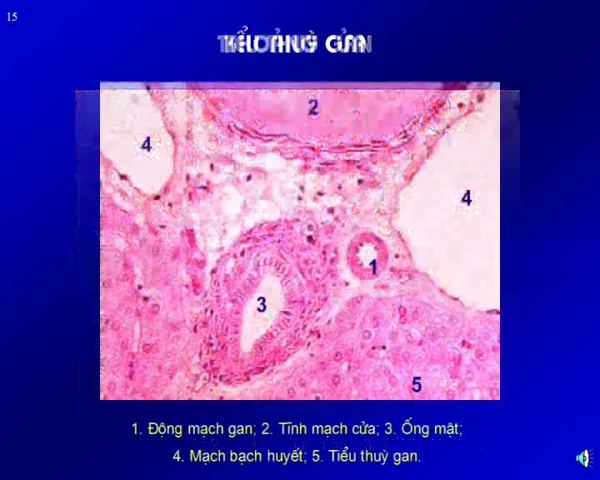 15
TIỂU THUỲ GAN
2
4
4
1
3
5
1. Động mạch gan; 2. Tĩnh mạch cửa; 3. Ống mật;
4. Mạch bạch huyết; 5. Tiểu thuỳ gan.